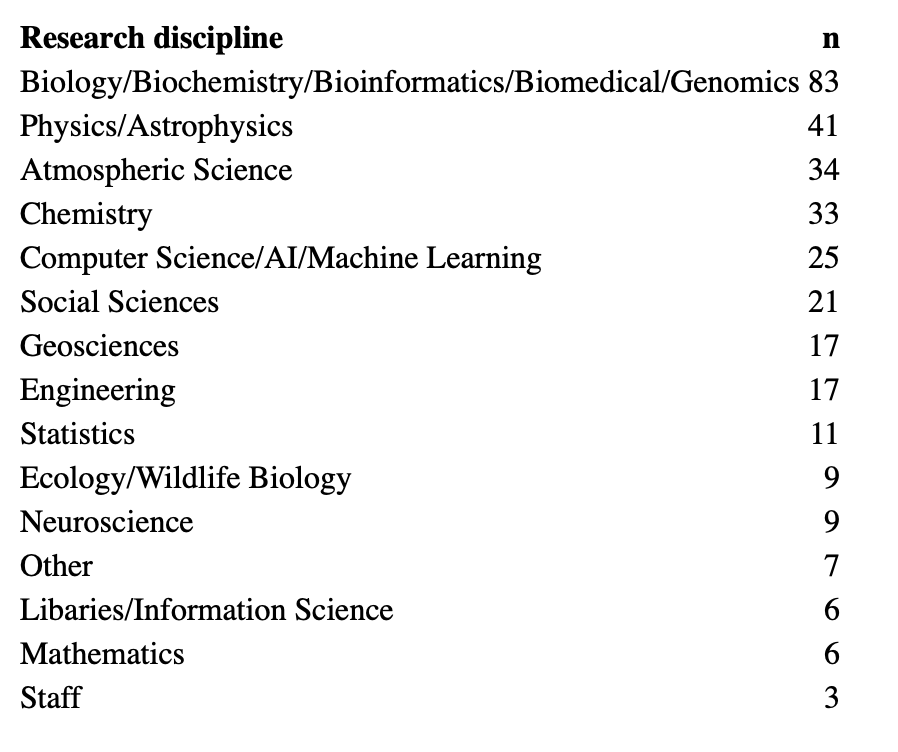 Research discipline n
Biology/Biochemistry/Bioinformatics/Biomedical/Genomics 83
Physics/Astrophysics 41
Atmospheric Science 34
Chemistry 33
Computer Science/AI/Machine Learning 25
Social Sciences 21
Geosciences 17
Engineering 17
Statistics 11
Ecology/Wildlife Biology 9
Neuroscience 9
Other 7
Libaries/Information Science 6
Mathematics 6
Staff 3